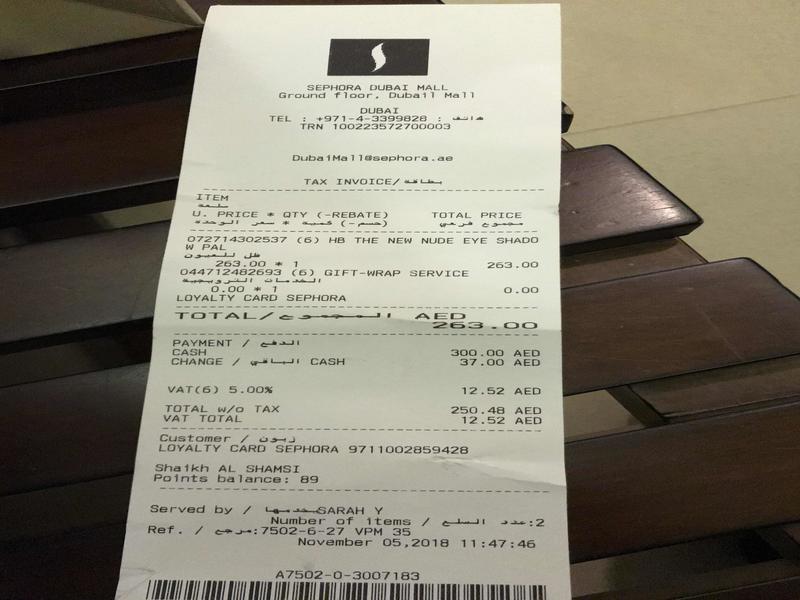 SEPHORA DUBAI MALL
Ground floor, Dubail Mall
DUBAI
TEL : +971-4-3399828 : هاتف
TRN 100223572700003
DubaiMall@sephora.ae
TAX INVOICE/بطاقة
ITEM
سلعة
U. PRICE * QTY (-REBATE) TOTAL PRICE
مجموع فرعي (خصم-) كمية * سعر الوحدة
072714302537 (6) HB THE NEW NUDE EYE SHADO
W PAL
ظل للعيون
263.00 * 1 263.00
044712482693 (6) GIFT-WRAP SERVICE
الخدمات الترويجية
0.00 * 1 0.00
LOYALTY CARD SEPHORA
TOTAL/المجموع AED
263.00
PAYMENT / الدفع
CASH 300.00 AED
CHANGE / الباقي CASH 37.00 AED
VAT(6) 5.00% 12.52 AED
TOTAL w/o TAX 250.48 AED
VAT TOTAL 12.52 AED
Customer / زبون
LOYALTY CARD SEPHORA 9711002859428
Shaikh AL SHAMSI
Points balance: 89
Served by / SARAH Y
Number of items / عدد السلع :2
Ref. / مرجع:7502-6-27 VPM 35
November 05,2018 11:47:46
A7502-0-3007183